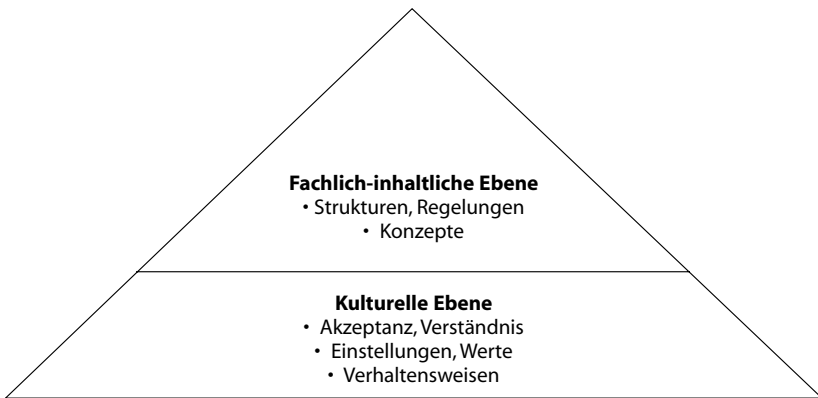 Fachlich-inhaltliche Ebene
• Strukturen, Regelungen
• Konzepte
Kulturelle Ebene
• Akzeptanz, Verständnis
• Einstellungen, Werte
• Verhaltensweisen